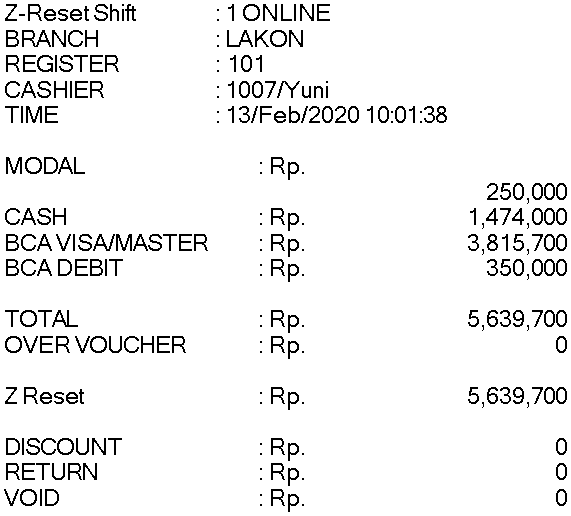 Z-Reset Shift : 1 ONLINE
BRANCH : LAKON
REGISTER : 101
CASHIER : 1007/Yuni
TIME : 13/Feb/2020 10:01:38
MODAL : Rp.
250,000
CASH : Rp. 1,474,000
BCA VISA/MASTER : Rp. 3,815,700
BCA DEBIT : Rp. 350,000
TOTAL : Rp. 5,639,700
OVER VOUCHER : Rp. 0
Z Reset : Rp. 5,639,700
DISCOUNT : Rp. 0
RETURN : Rp. 0
VOID : Rp. 0